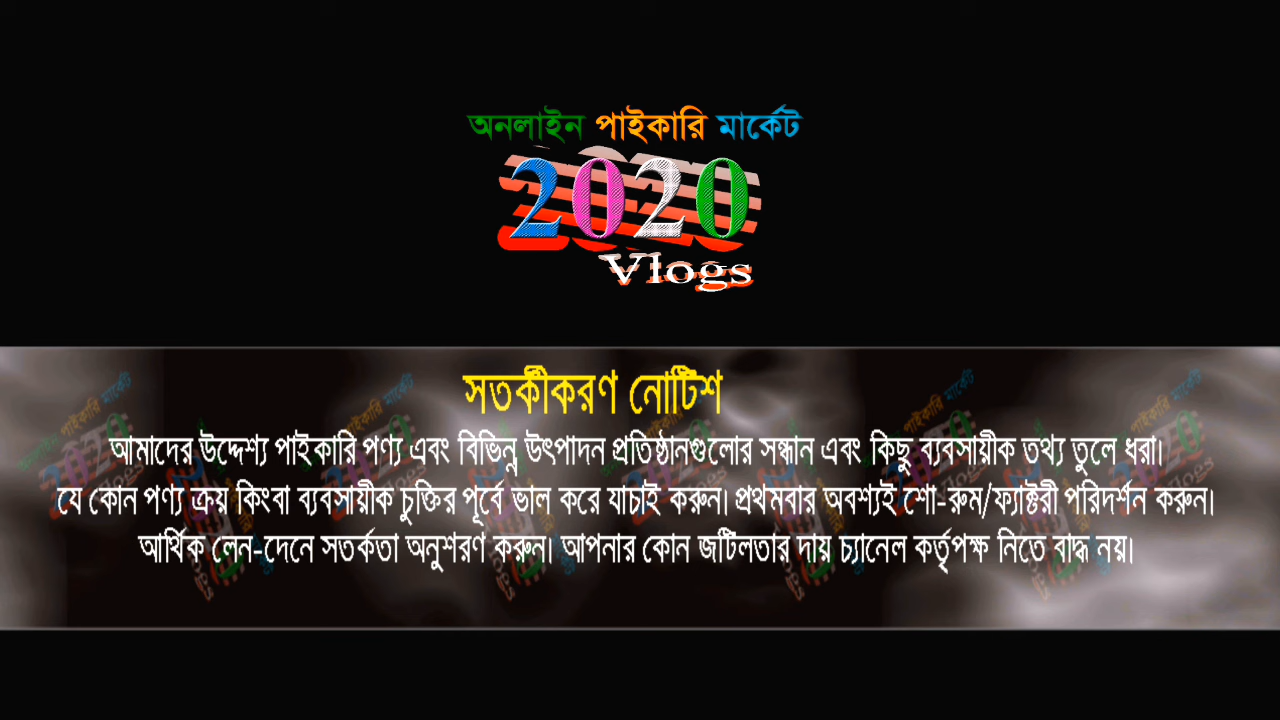 অনলাইন পাইকারি মার্কেট
2020
Vlogs
সতর্কীকরণ নোটিশ
আমাদের উদ্দেশ্য পাইকারি পণ্য এবং বিভিন্ন উৎপাদন প্রতিষ্ঠানগুলোর সন্ধান এবং কিছু ব্যবসায়ীক তথ্য তুলে ধরা।
যে কোন পণ্য ক্রয় কিংবা ব্যবসায়ীক চুক্তির পূর্বে ভাল করে যাচাই করুন। প্রথমবার অবশ্যই শো-রুম/ফ্যাক্টরী পরিদর্শন করুন।
আর্থিক লেন-দেনে সতর্কতা অনুশরণ করুন। আপনার কোন জটিলতার দায় চ্যানেল কর্তৃপক্ষ নিতে বাদ্ধ নয়।